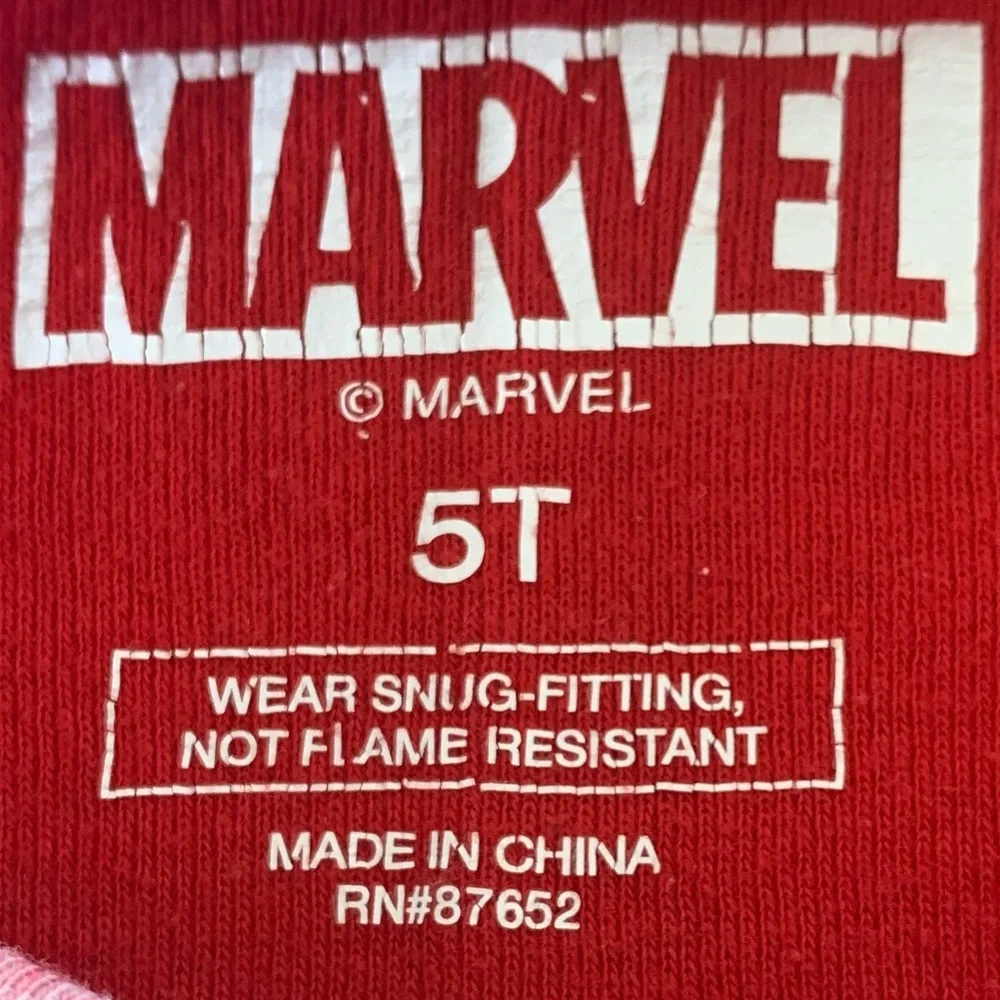 MARVEL
© MARVEL
5T
WEAR SNUG-FITTING,
NOT FLAME RESISTANT
MADE IN CHINA
RN#87652